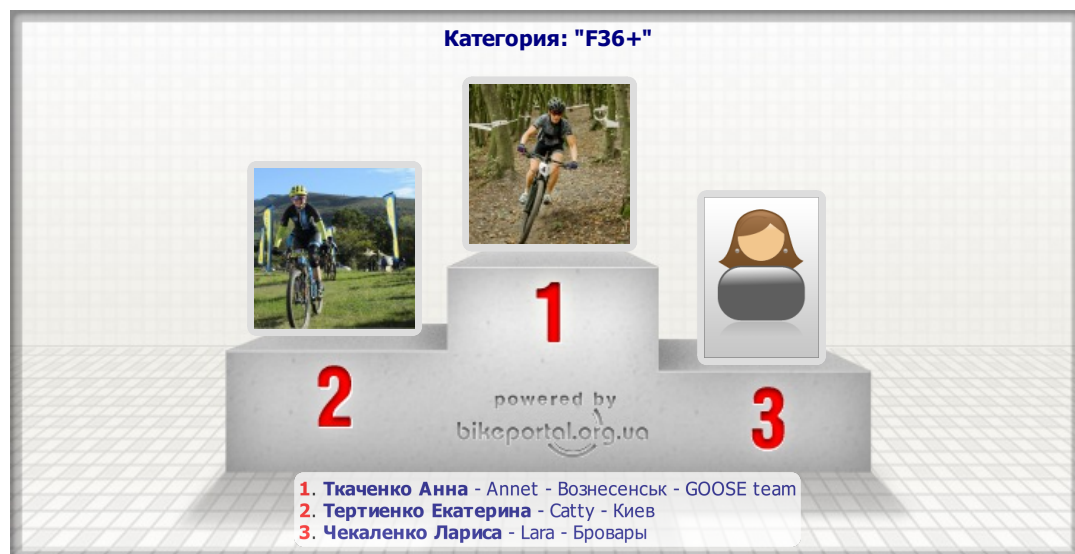 Категория: "F36+"
1
2
3
powered by
bikeportal.org.ua
1. Ткаченко Анна - Annet - Вознесенськ - GOOSE team
2. Тертиенко Екатерина - Catty - Киев
3. Чекаленко Лариса - Lara - Бровары